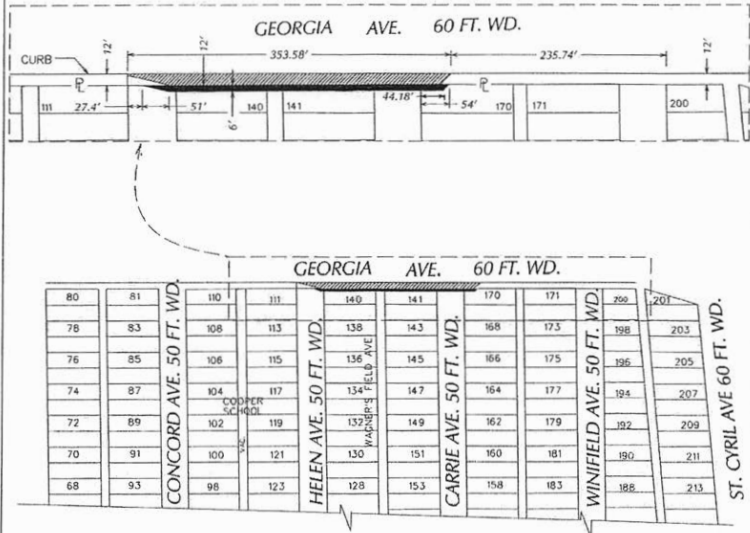 GEORGIA AVE. 60 FT. WD.
12'
CURB
12'
353.58'
235.74'
12'
PL
PL
111
27.4'
51'
6'
140
141
44.18'
54'
170
171
200
GEORGIA AVE. 60 FT. WD.
80 81 110 111 140 141 170 171 200 201
78 83 108 113 138 143 168 173 198 203
76 85 106 115 136 145 166 175 196 205
74 87 104 117 134 147 164 177 194 207
72 89 102 119 132 149 162 179 192 209
70 91 100 121 130 151 160 181 190 211
68 93 98 123 128 153 158 183 188 213
CONCORD AVE. 50 FT. WD.
COOPER
SCHOOL
VAC.
HELEN AVE. 50 FT. WD.
WAGNER'S FIELD AVE
CARRIE AVE. 50 FT. WD.
WINIFIELD AVE. 50 FT. WD.
ST. CYRIL AVE 60 FT. WD.